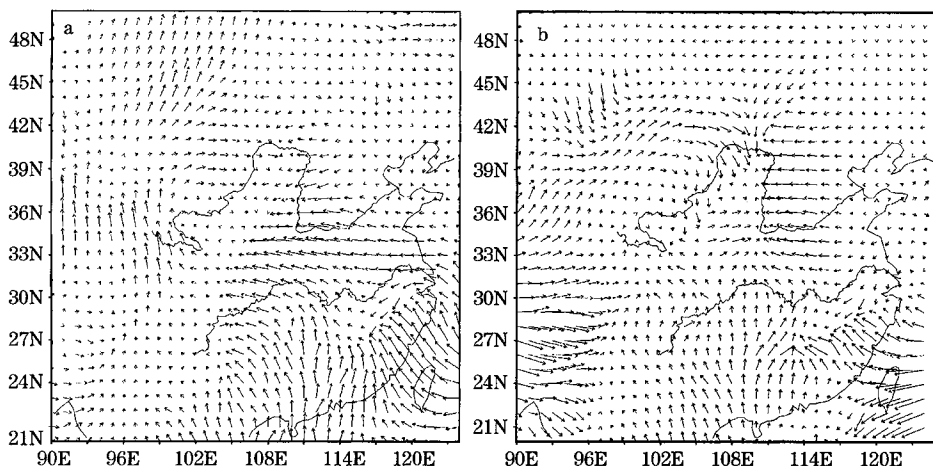 a
b
48N
48N
45N
45N
42N
42N
39N
39N
36N
36N
33N
33N
30N
30N
27N
27N
24N
24N
21N
21N
90E 96E 102E 108E 114E 120E
90E 96E 102E 108E 114E 120E